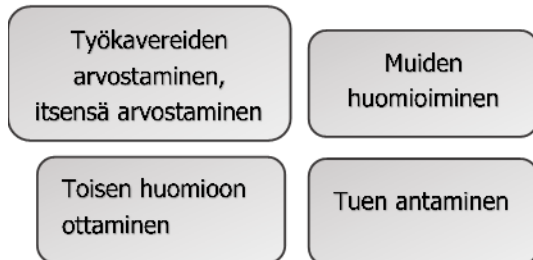 Työkavereiden
arvostaminen,
itsensä arvostaminen
Muiden
huomioiminen
Toisen huomioon
ottaminen
Tuen antaminen